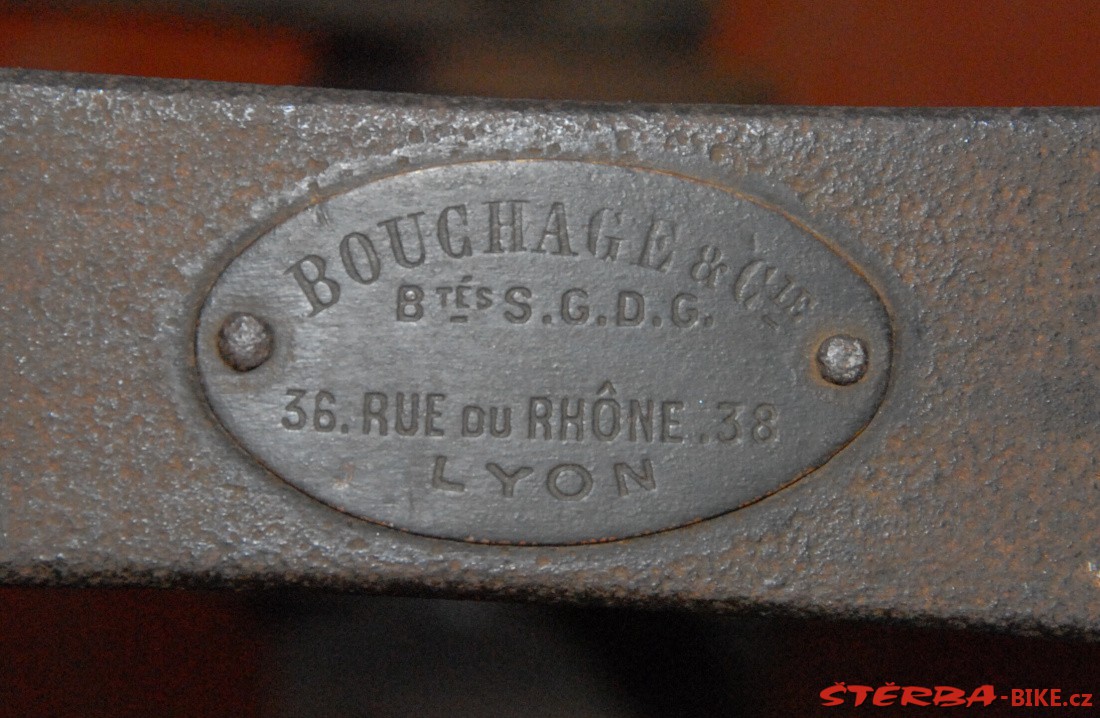 BOUCHAGE & CIE
BTÉS S.G.D.G.
36. RUE DU RHÔNE .38
LYON
ŠTĚRBA-BIKE.CZ